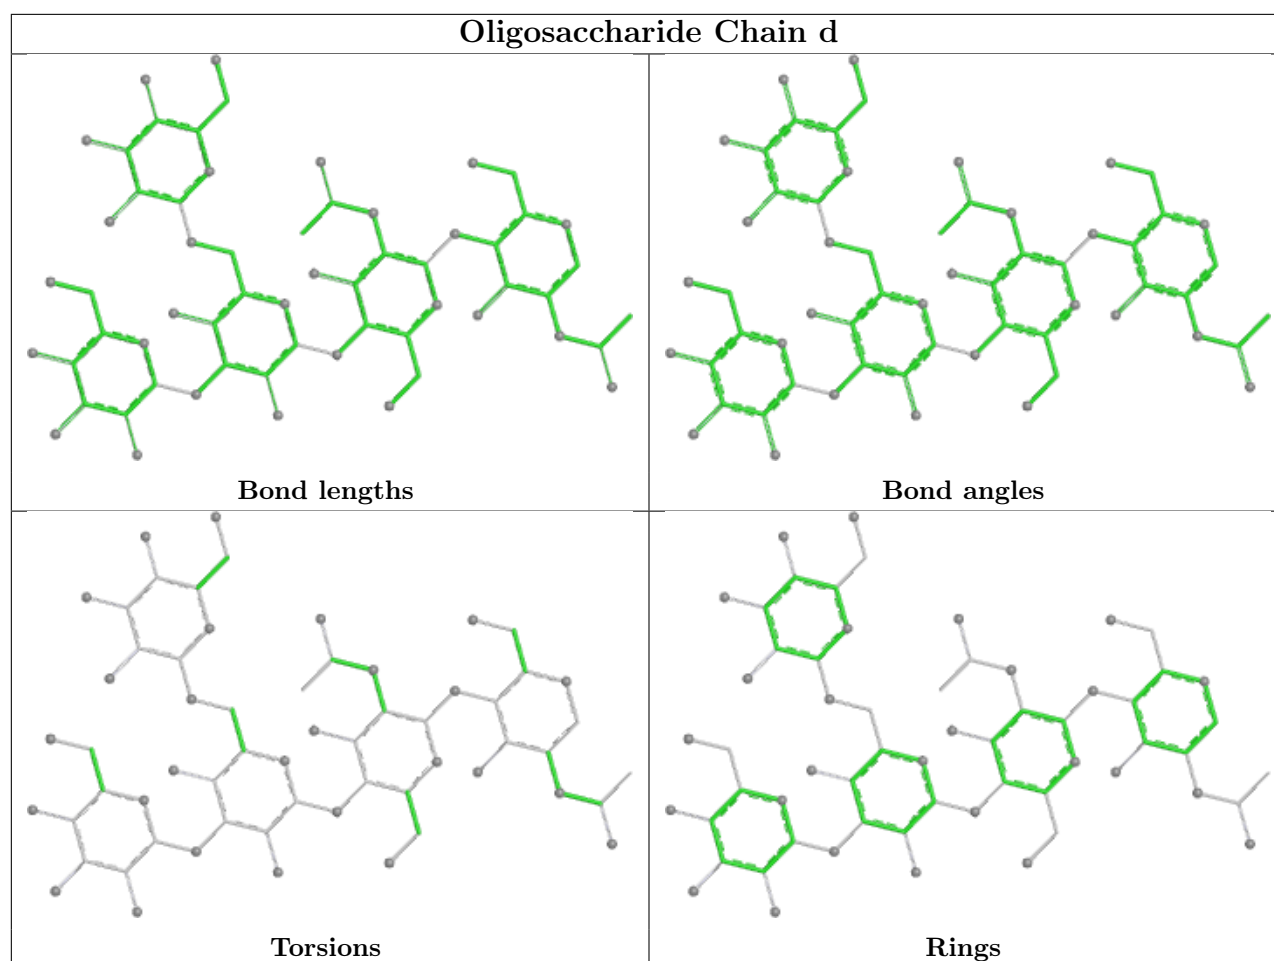 Oligosaccharide Chain d
Bond lengths
Bond angles
Torsions
Rings